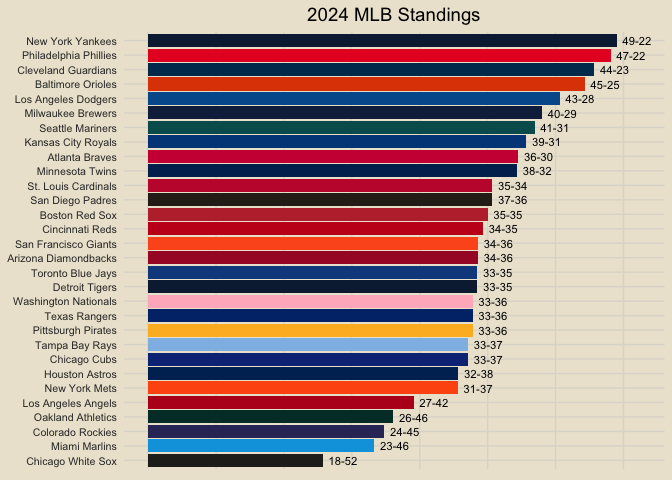 2024 MLB Standings
New York Yankees 49-22
Philadelphia Phillies 47-22
Cleveland Guardians 44-23
Baltimore Orioles 45-25
Los Angeles Dodgers 43-28
Milwaukee Brewers 40-29
Seattle Mariners 41-31
Kansas City Royals 39-31
Atlanta Braves 36-30
Minnesota Twins 38-32
St. Louis Cardinals 35-34
San Diego Padres 37-36
Boston Red Sox 35-35
Cincinnati Reds 34-35
San Francisco Giants 34-36
Arizona Diamondbacks 34-36
Toronto Blue Jays 33-35
Detroit Tigers 33-35
Washington Nationals 33-36
Texas Rangers 33-36
Pittsburgh Pirates 33-36
Tampa Bay Rays 33-37
Chicago Cubs 33-37
Houston Astros 32-38
New York Mets 31-37
Los Angeles Angels 27-42
Oakland Athletics 26-46
Colorado Rockies 24-45
Miami Marlins 23-46
Chicago White Sox 18-52